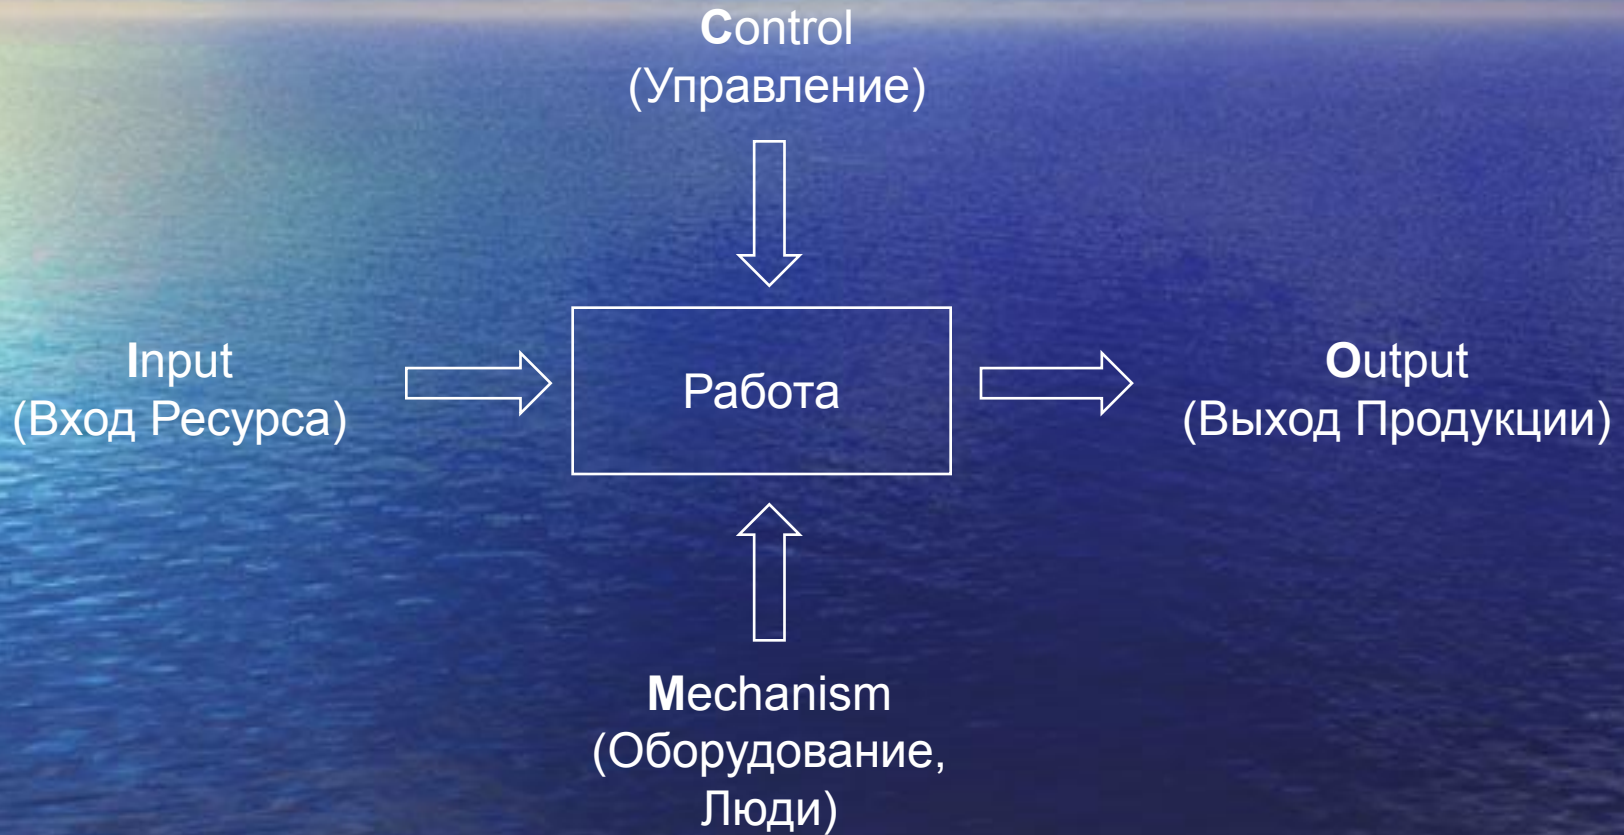 Control
(Управление)
Input
(Вход Ресурса)
Работа
Output
(Выход Продукции)
Mechanism
(Оборудование,
Люди)